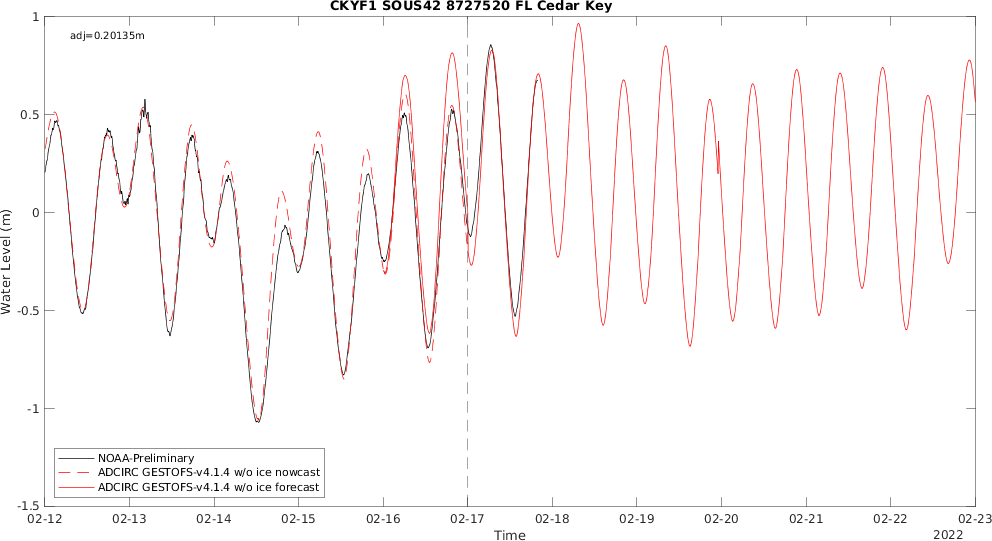 CKYF1 SOUS42 8727520 FL Cedar Key
adj=0.20135m
1
0.5
0
-0.5
-1
-1.5
Water Level (m)
NOAA-Preliminary
ADCIRC GESTOFS-v4.1.4 w/o ice nowcast
ADCIRC GESTOFS-v4.1.4 w/o ice forecast
02-12 02-13 02-14 02-15 02-16 02-17 02-18 02-19 02-20 02-21 02-22 02-23
Time
2022